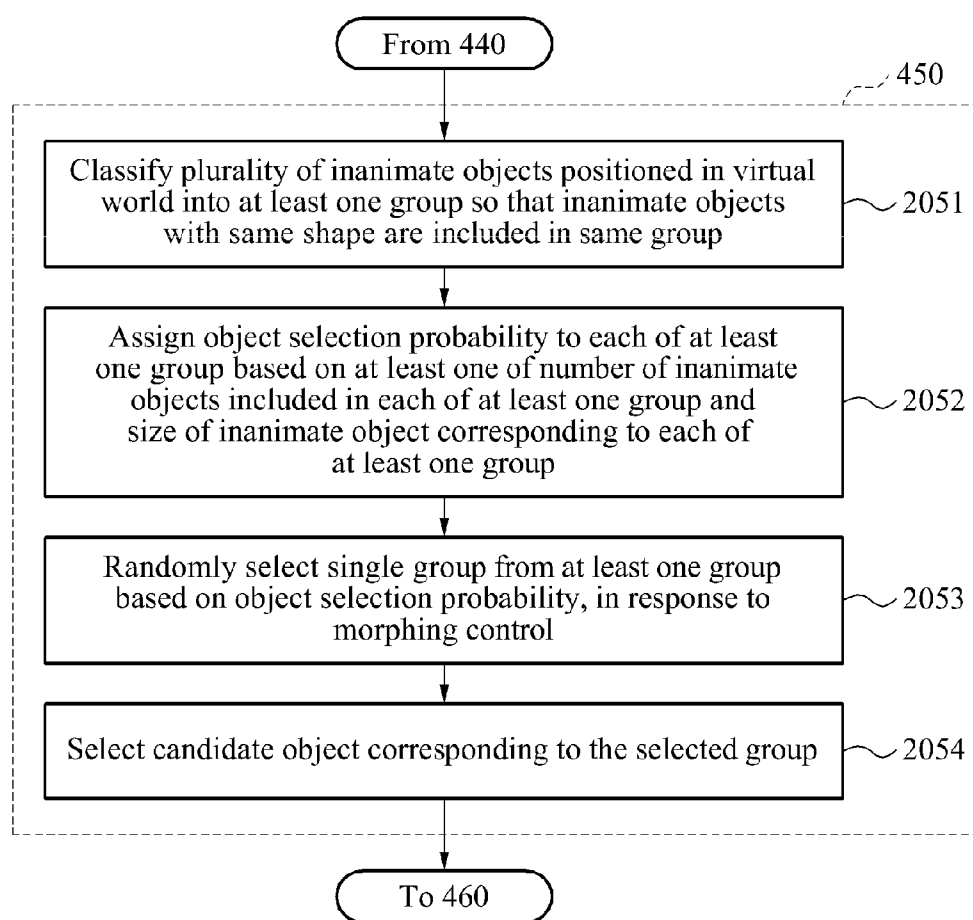 From 440
450
Classify plurality of inanimate objects positioned in virtual
world into at least one group so that inanimate objects
with same shape are included in same group
2051
Assign object selection probability to each of at least
one group based on at least one of number of inanimate
objects included in each of at least one group and
size of inanimate object corresponding to each of
at least one group
2052
Randomly select single group from at least one group
based on object selection probability, in response to
morphing control
2053
Select candidate object corresponding to the selected group
2054
To 460